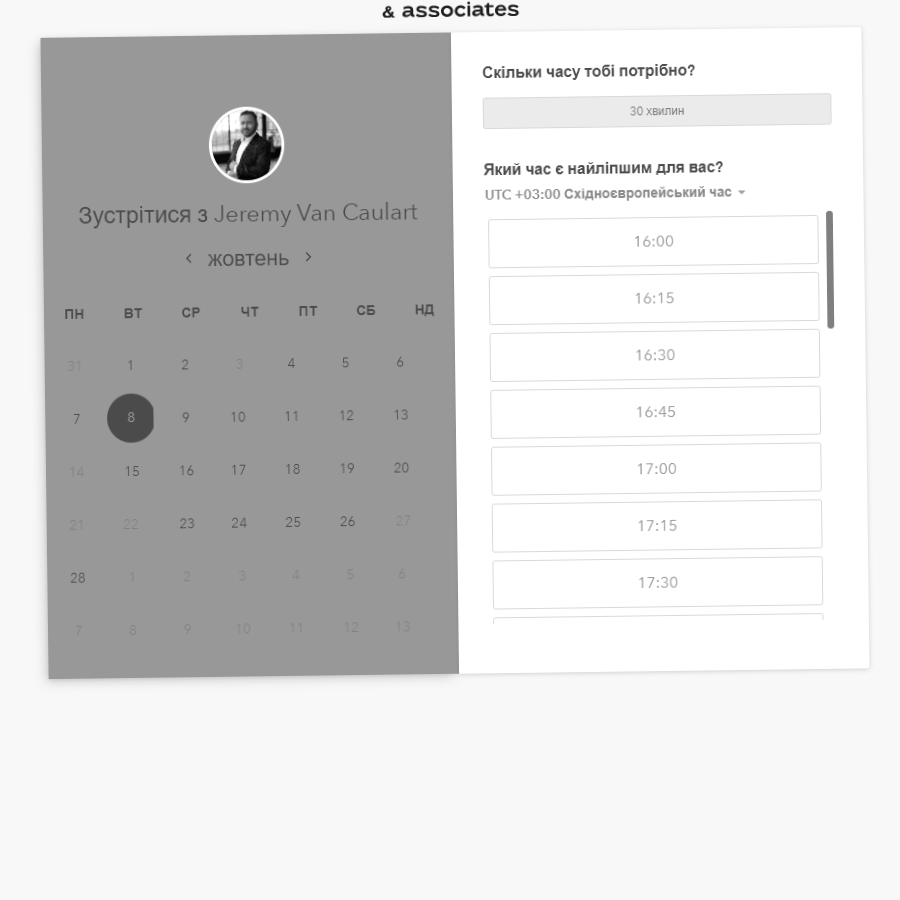 & associates
Зустрітися з Jeremy Van Caulart
жовтень
ПН ВТ СР ЧТ ПТ СБ НД
31 1 2 3 4 5 6
7 8 9 10 11 12 13
14 15 16 17 18 19 20
21 22 23 24 25 26 27
28 1 2 3 4 5 6
7 8 9 10 11 12 13
Скільки часу тобі потрібно?
30 хвилин
Який час є найліпшим для вас?
UTC +03:00 Східноєвропейський час
16:00
16:15
16:30
16:45
17:00
17:15
17:30